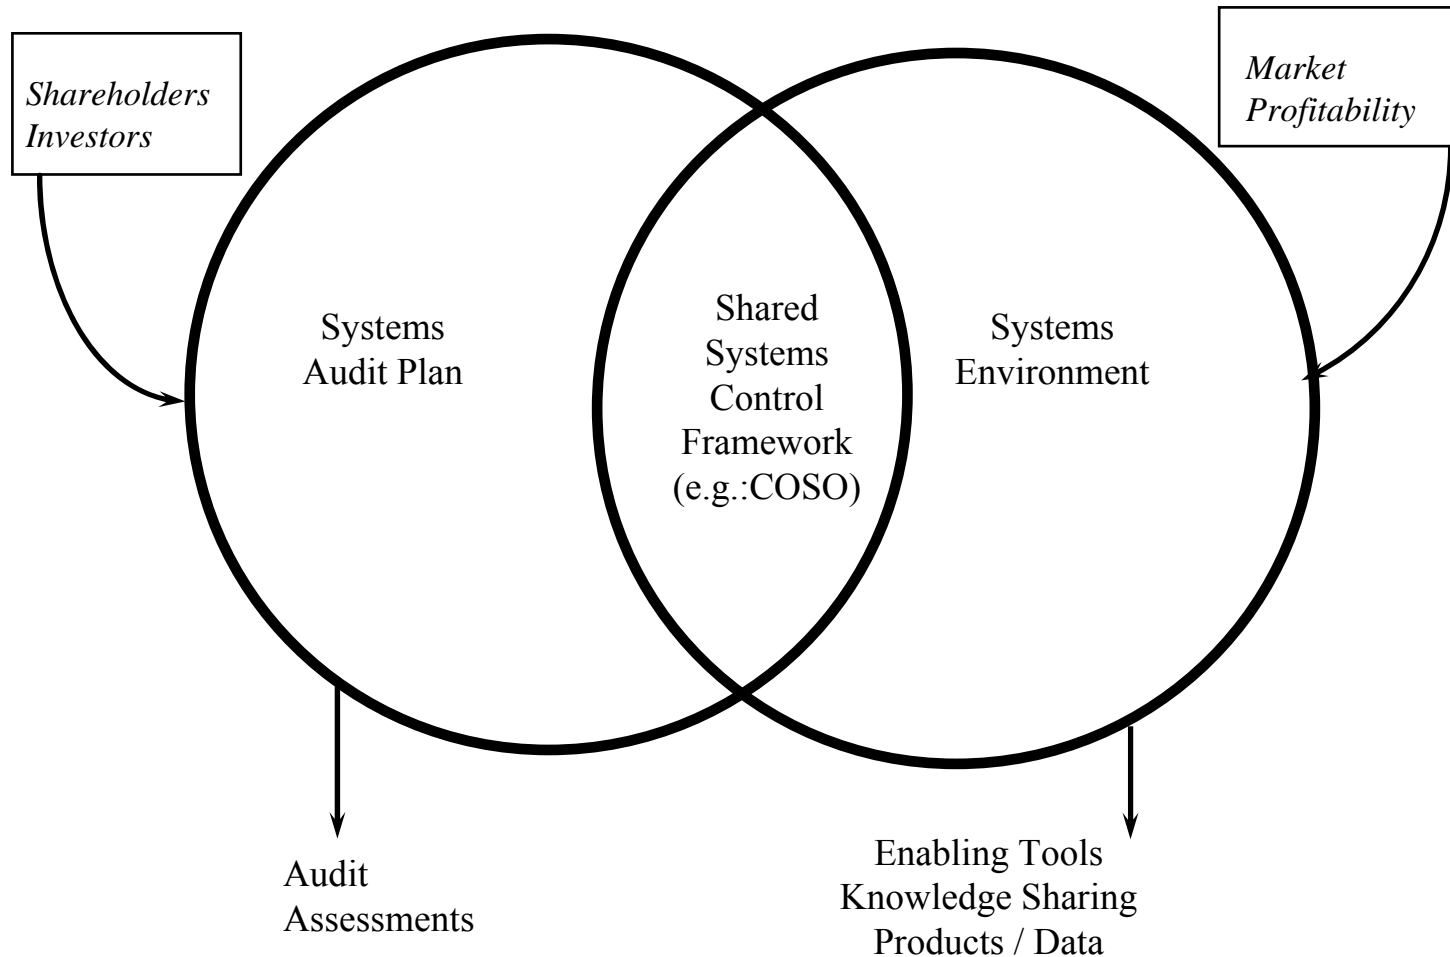 Shareholders
Investors
Market
Profitability
Systems
Audit Plan
Shared
Systems
Control
Framework
(e.g.:COSO)
Systems
Environment
Audit
Assessments
Enabling Tools
Knowledge Sharing
Products / Data